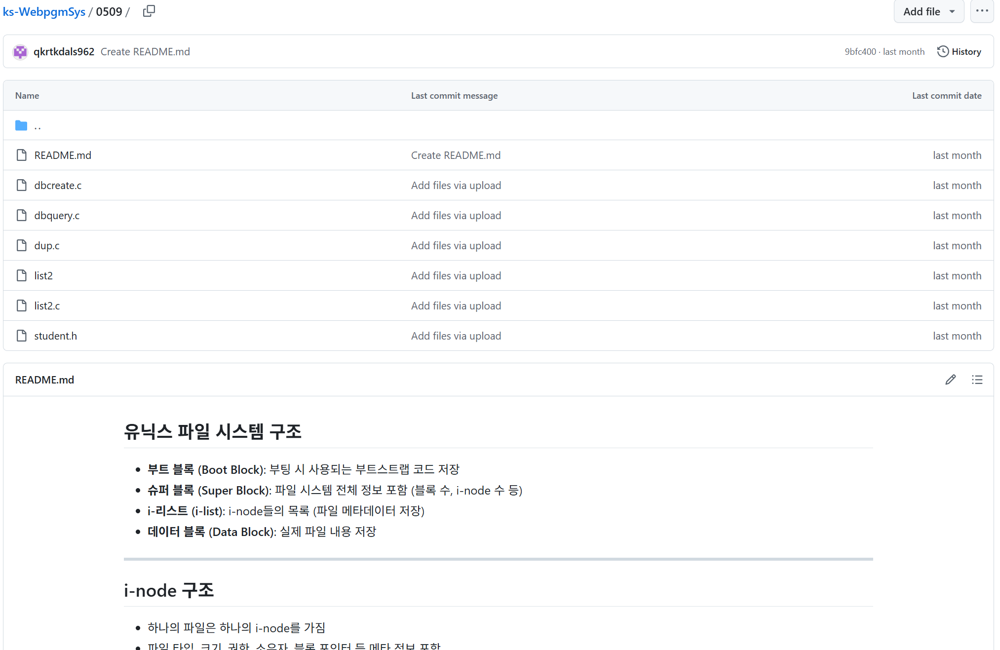 ks-WebpgmSys / 0509 /
Add file
qkrtkdals962 Create README.md
9bfc400 · last month History
Name Last commit message Last commit date
..
README.md Create README.md last month
dbcreate.c Add files via upload last month
dbquery.c Add files via upload last month
dup.c Add files via upload last month
list2 Add files via upload last month
list2.c Add files via upload last month
student.h Add files via upload last month
README.md
유닉스 파일 시스템 구조
부트 블록 (Boot Block): 부팅 시 사용되는 부트스트랩 코드 저장
슈퍼 블록 (Super Block): 파일 시스템 전체 정보 포함 (블록 수, i-node 수 등)
i-리스트 (i-list): i-node들의 목록 (파일 메타데이터 저장)
데이터 블록 (Data Block): 실제 파일 내용 저장
i-node 구조
하나의 파일은 하나의 i-node를 가짐
파일 타입, 크기, 권한, 소유자, 블록 포인터 등 메타 정보 포함